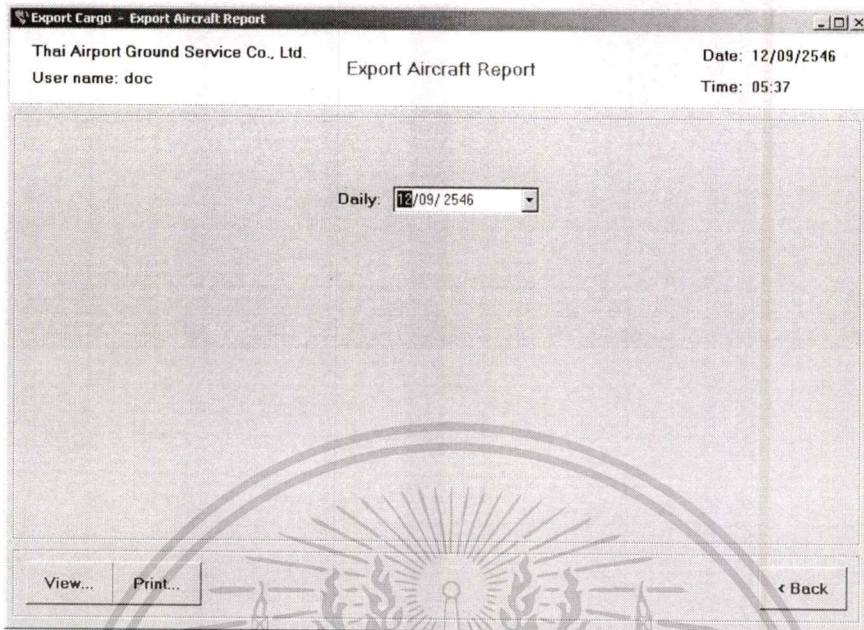 Export Cargo - Export Aircraft Report
Thai Airport Ground Service Co., Ltd.
User name: doc
Export Aircraft Report
Date: 12/09/2546
Time: 05:37
Daily: 12/09/ 2546
View...
Print...
< Back